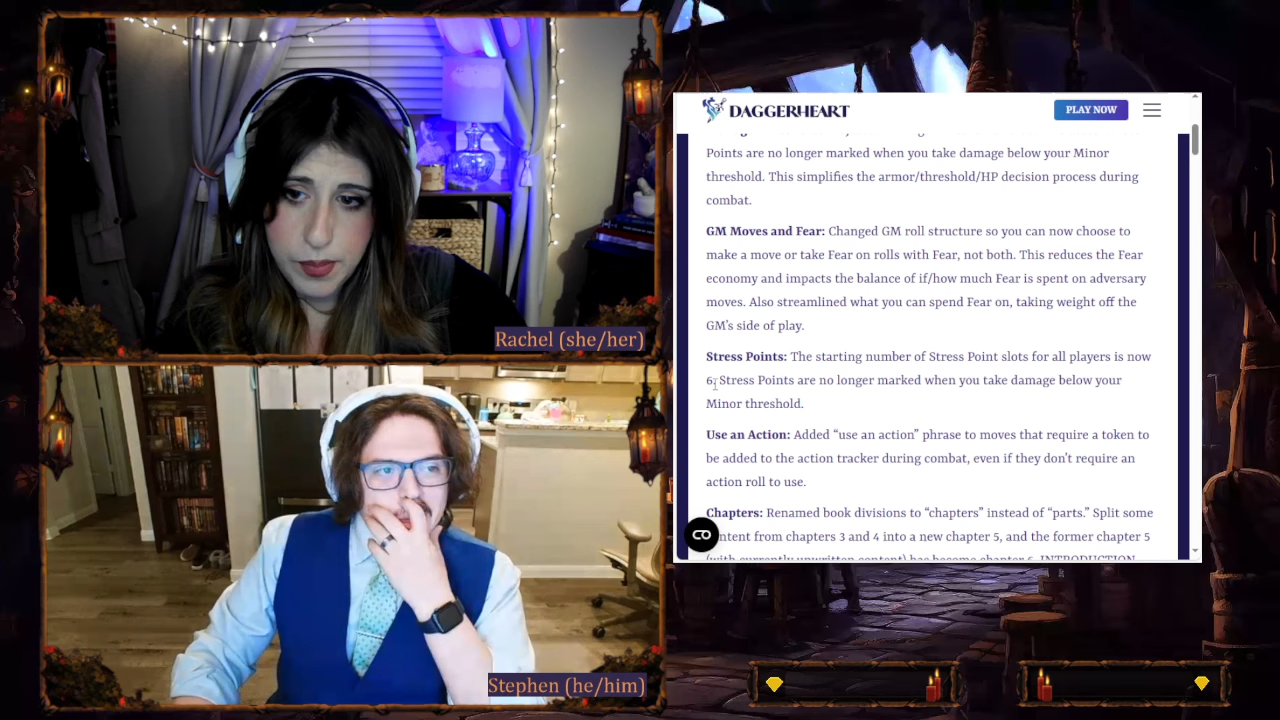 DAGGERHEART
PLAY NOW
Points are no longer marked when you take damage below your Minor
threshold. This simplifies the armor/threshold/HP decision process during
combat.
GM Moves and Fear: Changed GM roll structure so you can now choose to
make a move or take Fear on rolls with Fear, not both. This reduces the Fear
economy and impacts the balance of if/how much Fear is spent on adversary
moves. Also streamlined what you can spend Fear on, taking weight off the
GM's side of play.
Stress Points: The starting number of Stress Point slots for all players is now
6. Stress Points are no longer marked when you take damage below your
Minor threshold.
Use an Action: Added “use an action” phrase to moves that require a token to
be added to the action tracker during combat, even if they don't require an
action roll to use.
Chapters: Renamed book divisions to “chapters” instead of “parts.” Split some
content from chapters 3 and 4 into a new chapter 5, and the former chapter 5
(with currently unwritten content) has become chapter 6. INTRODUCTION
Rachel (she/her)
Stephen (he/him)